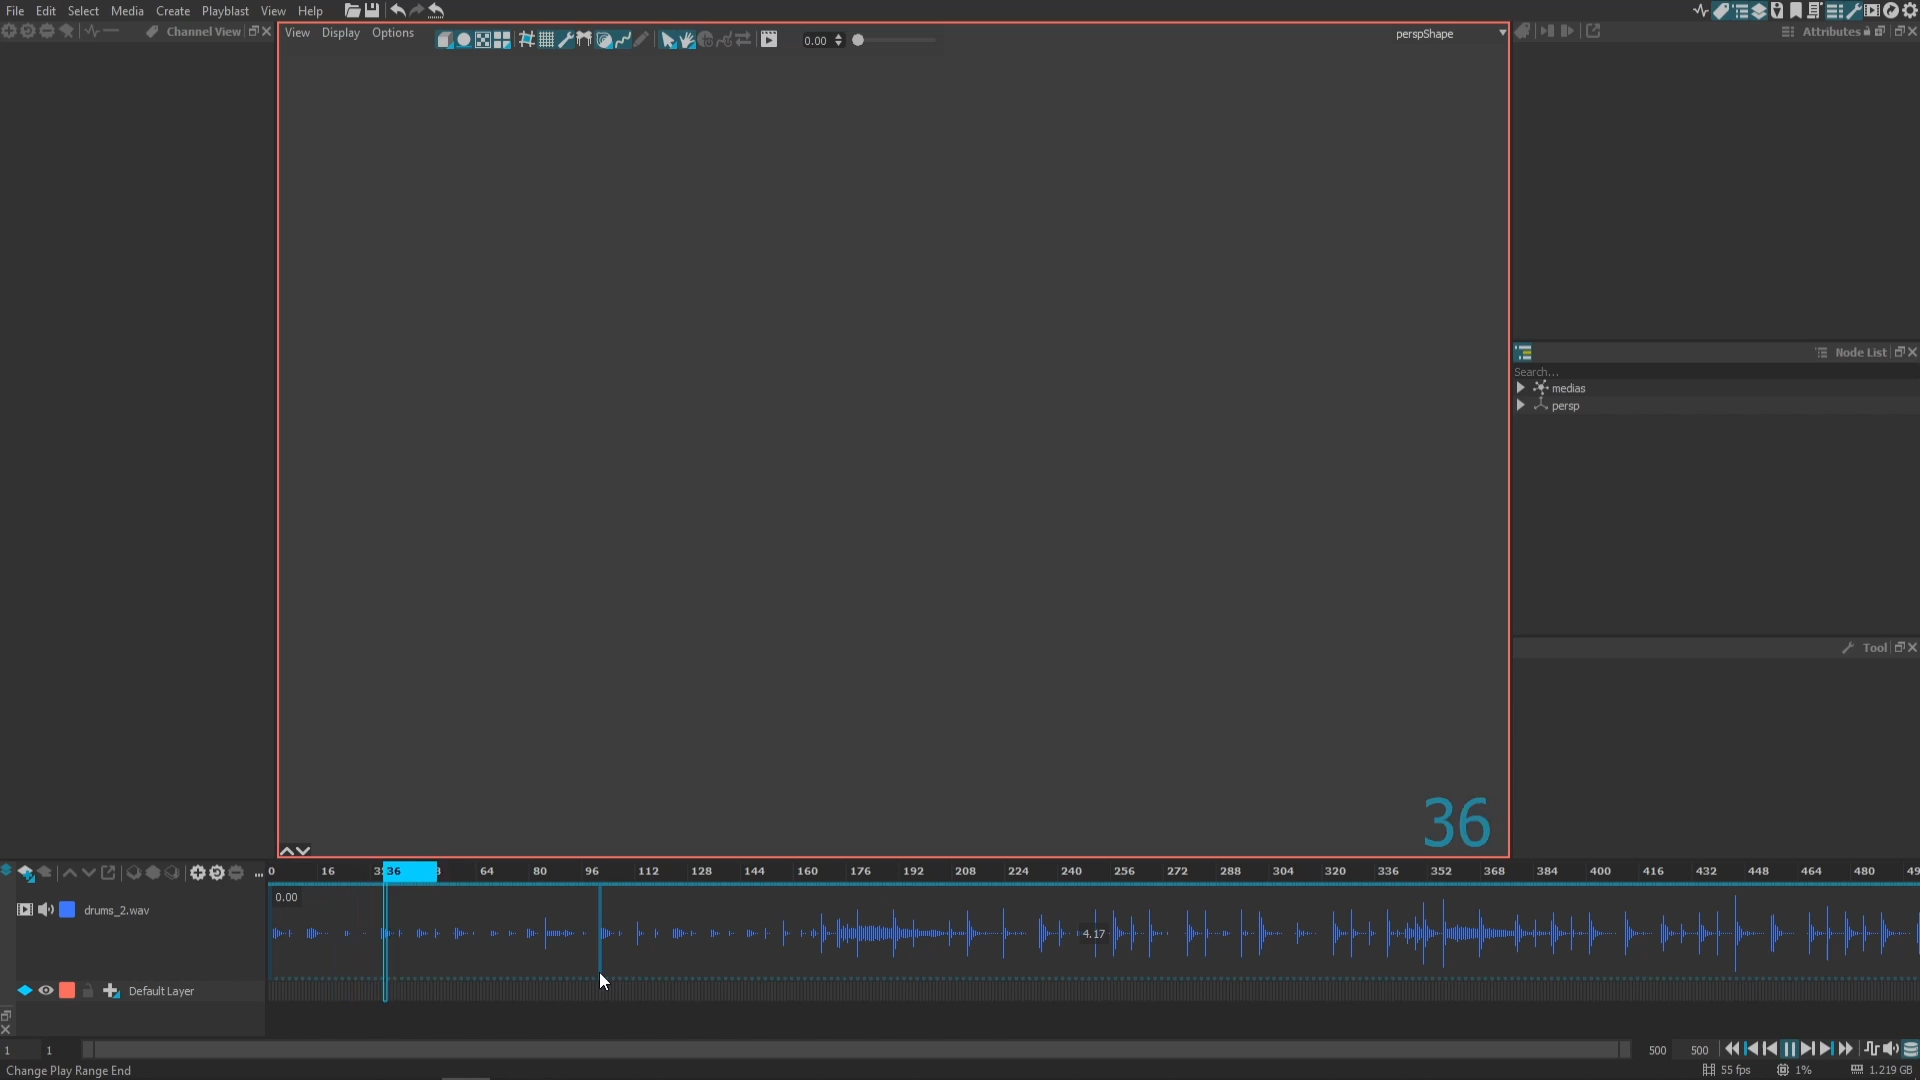 File Edit Select Media Create Playblast View Help
Channel View
View Display Options
0.00
perspShape
Attributes
Node List
Search...
medias
persp
Tool
36
0 16 36 64 80 96 112 128 144 160 176 192 208 224 240 256 272 288 304 320 336 352 368 384 400 416 432 448 464 480 49
0.00
drums_2.wav
4.17
Default Layer
1 1 500 500
Change Play Range End
55 fps 1% 1.219 GB